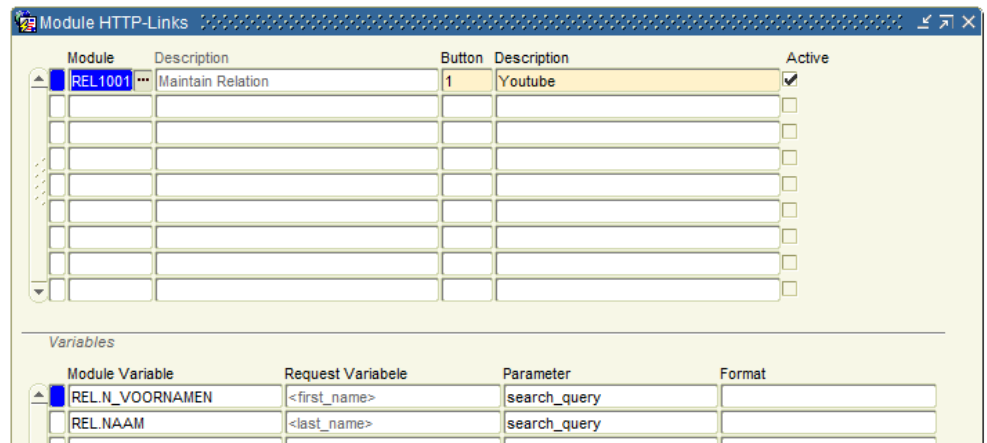 Module HTTP-Links
Module Description Button Description Active
REL1001 ... Maintain Relation 1 Youtube
Variables
Module Variable Request Variabele Parameter Format
REL.N_VOORNAMEN <first_name> search_query
REL.NAAM <last_name> search_query